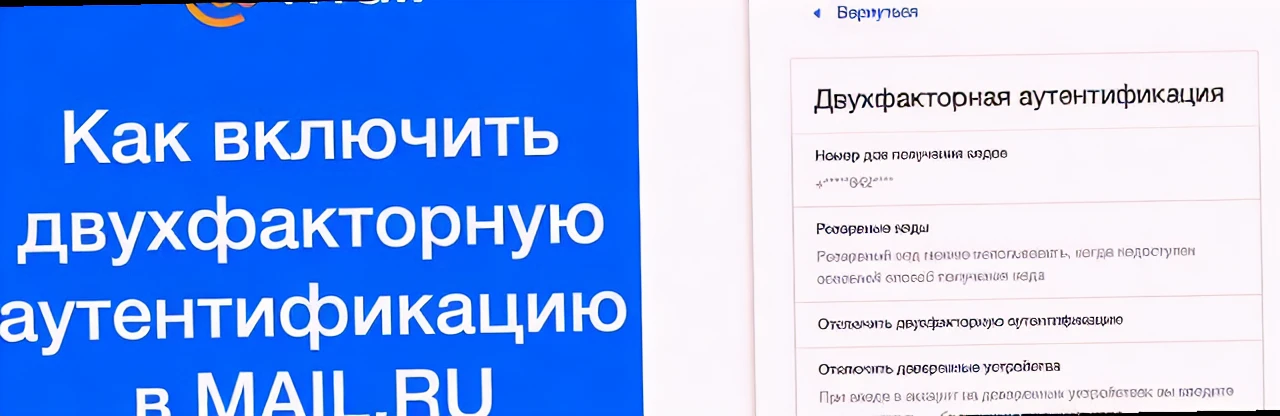 Как включить
двухфакторную
аутентификацию
в MAIL.RU
Вернуться
Двухфакторная аутентификация
Номер для получения кодов
Резервные коды
Резервный код можно использовать, когда недоступен
основной способ получения кода
Отключить двухфакторную аутентификацию
Отключить доверенные устройства
При входе в аккаунт на доверенных устройствах вы вводите